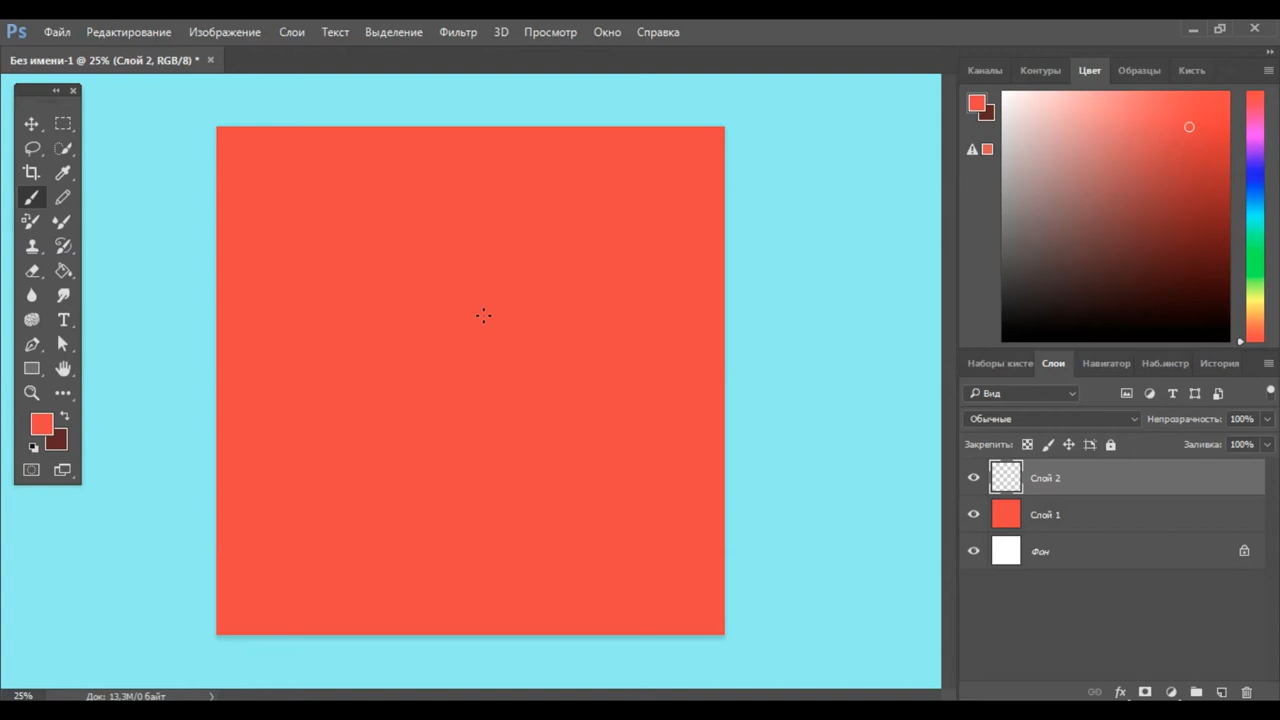 Ps Файл Редактирование Изображение Слои Текст Выделение Фильтр 3D Просмотр Окно Справка
Без имени-1 @ 25% (Слой 2, RGB/8) * ×
Каналы Контуры Цвет Образцы Кисть
Наборы кисте Слои Навигатор Наб.инстр История
Вид
Обычные Непрозрачность: 100%
Закрепить: Заливка: 100%
Слой 2
Слой 1
Фон
25% Док: 13,3M/0 байт